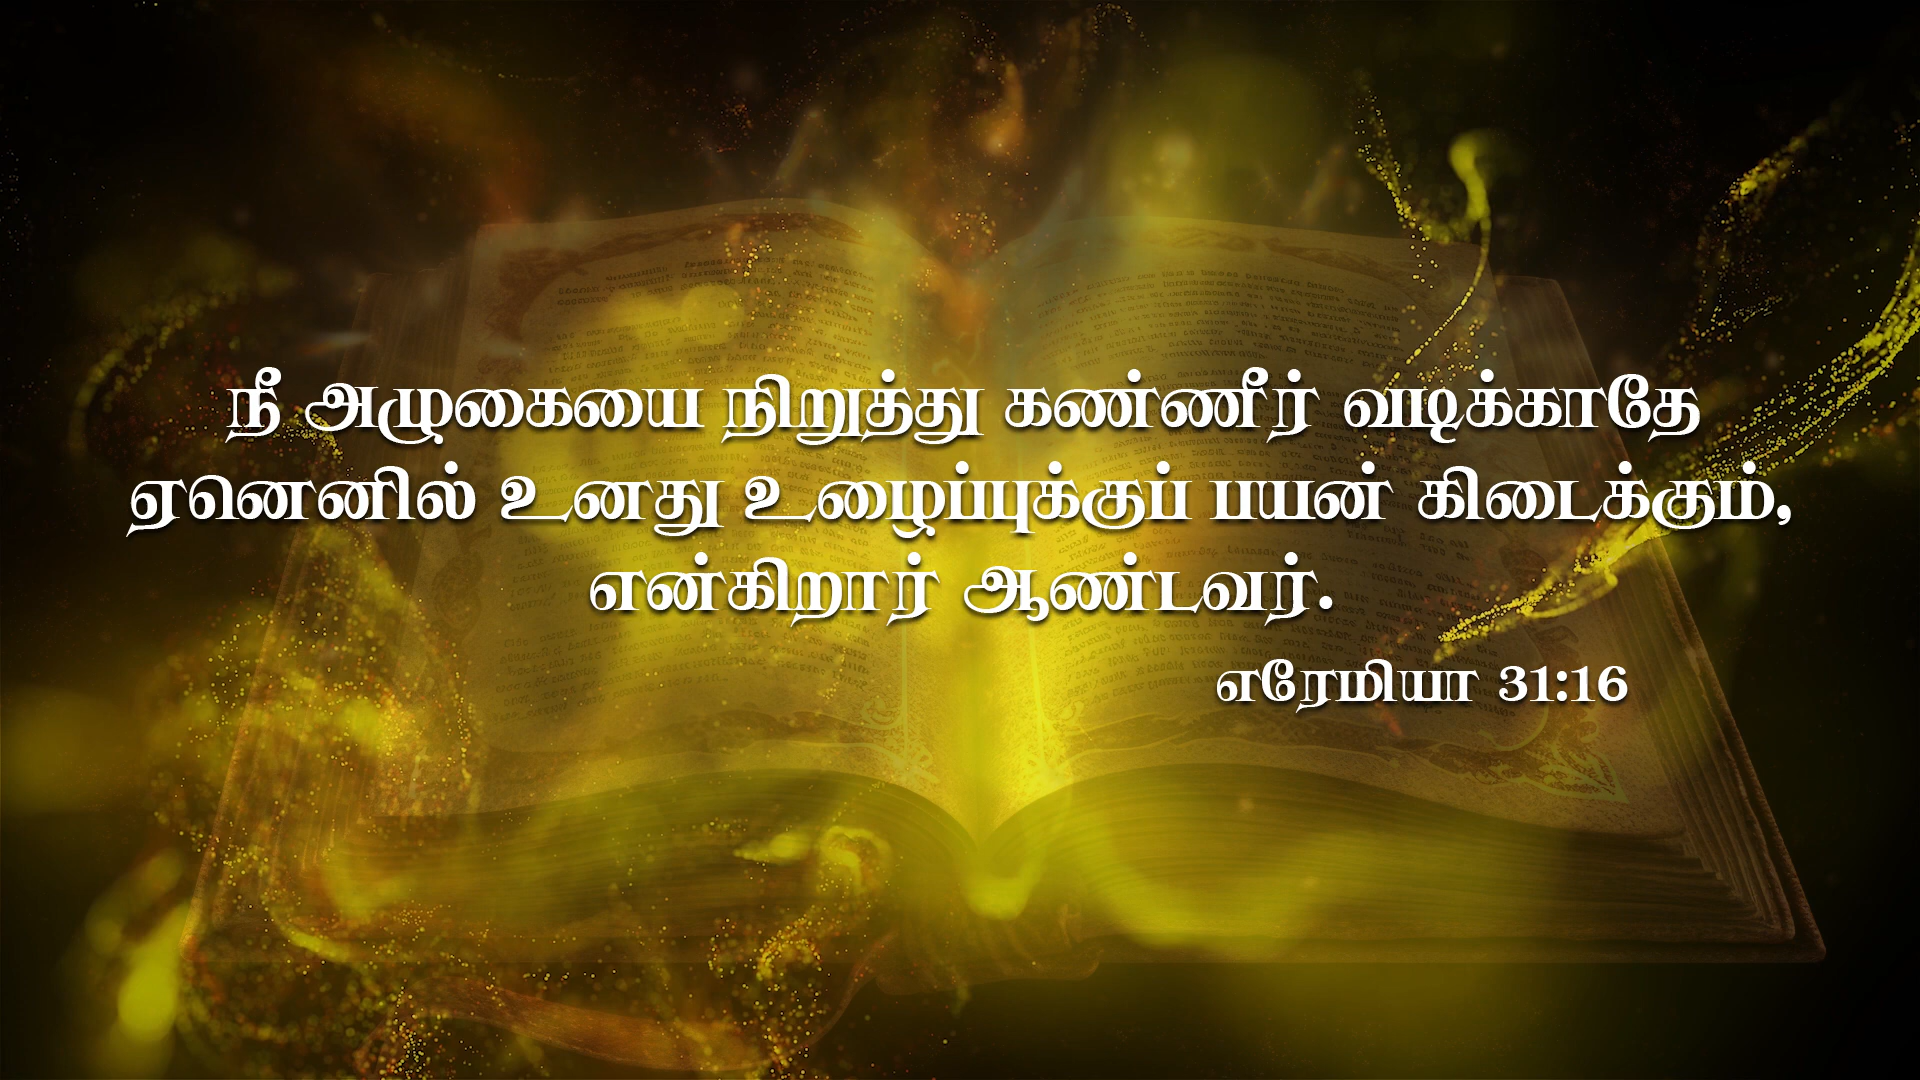 நீ அழுகையை நிறுத்து கண்ணீர் வடிக்காதே
ஏனெனில் உனது உழைப்புக்குப் பயன் கிடைக்கும்,
என்கிறார் ஆண்டவர்.
எரேமியா 31:16